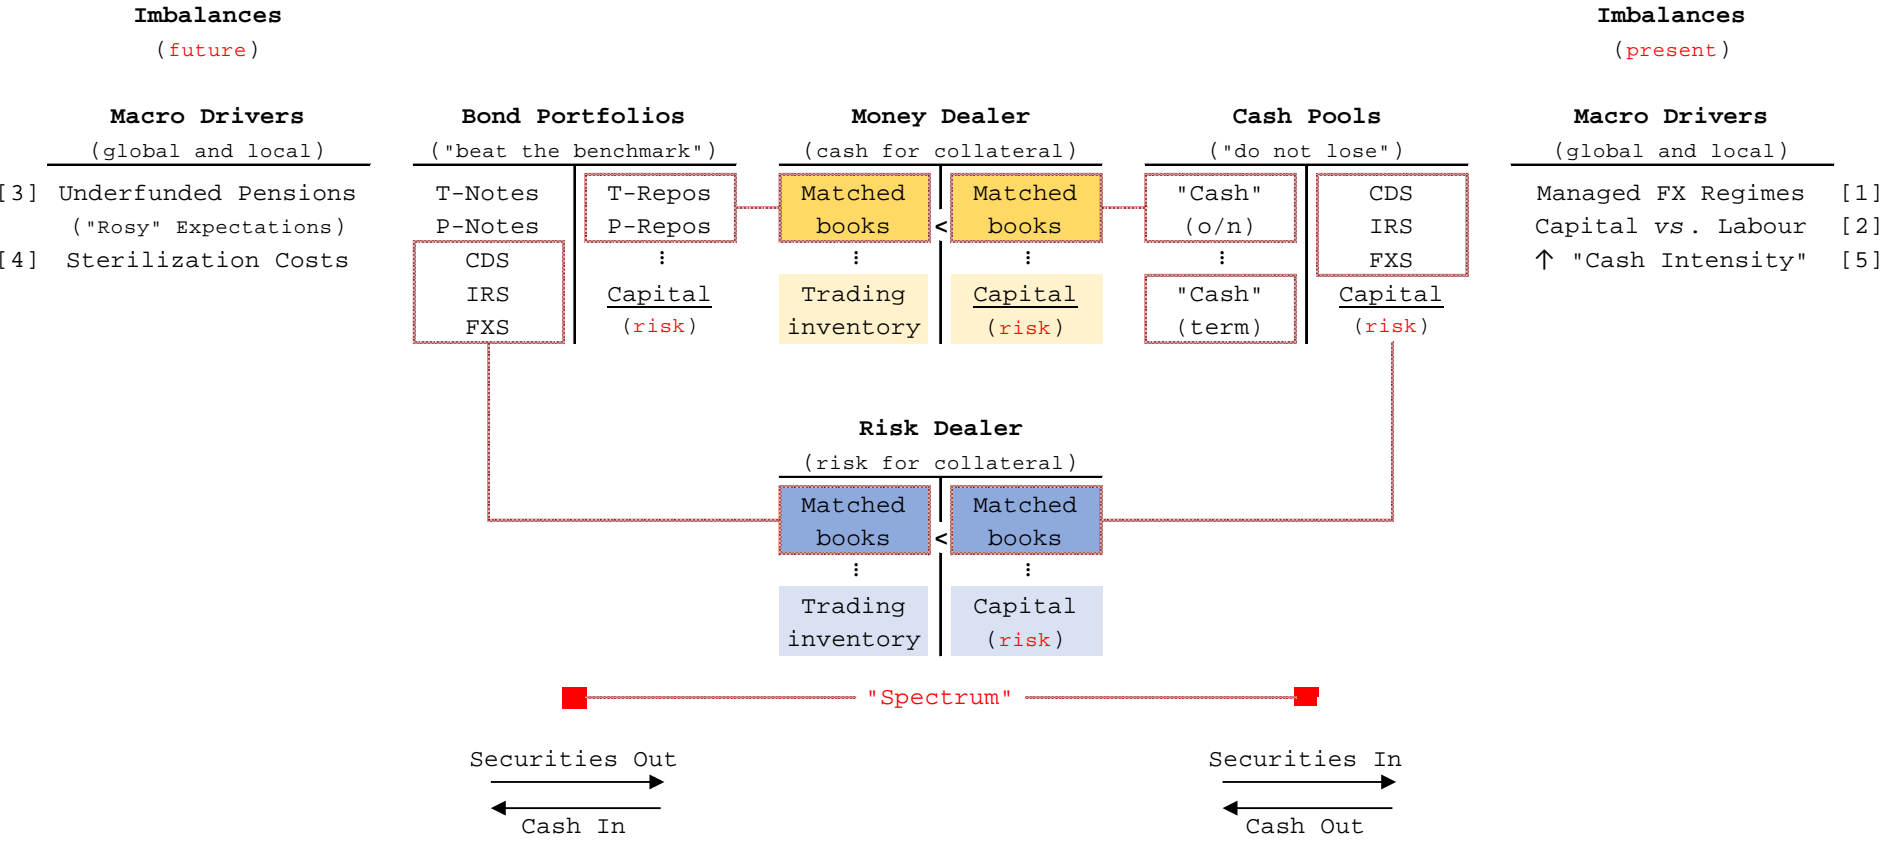 Imbalances
(future)
Imbalances
(present)
Macro Drivers
(global and local)
[3] Underfunded Pensions
("Rosy" Expectations)
[4] Sterilization Costs
Bond Portfolios
("beat the benchmark")
T-Notes
P-Notes
CDS
IRS
FXS
T-Repos
P-Repos
⋮
Capital
(risk)
Money Dealer
(cash for collateral)
Matched
books
⋮
Trading
inventory
<
Matched
books
⋮
Capital
(risk)
Cash Pools
("do not lose")
"Cash"
(o/n)
⋮
"Cash"
(term)
CDS
IRS
FXS
Capital
(risk)
Macro Drivers
(global and local)
Managed FX Regimes [1]
Capital vs. Labour [2]
↑ "Cash Intensity" [5]
Risk Dealer
(risk for collateral)
Matched
books
⋮
Trading
inventory
<
Matched
books
⋮
Capital
(risk)
"Spectrum"
Securities Out
Cash In
Securities In
Cash Out